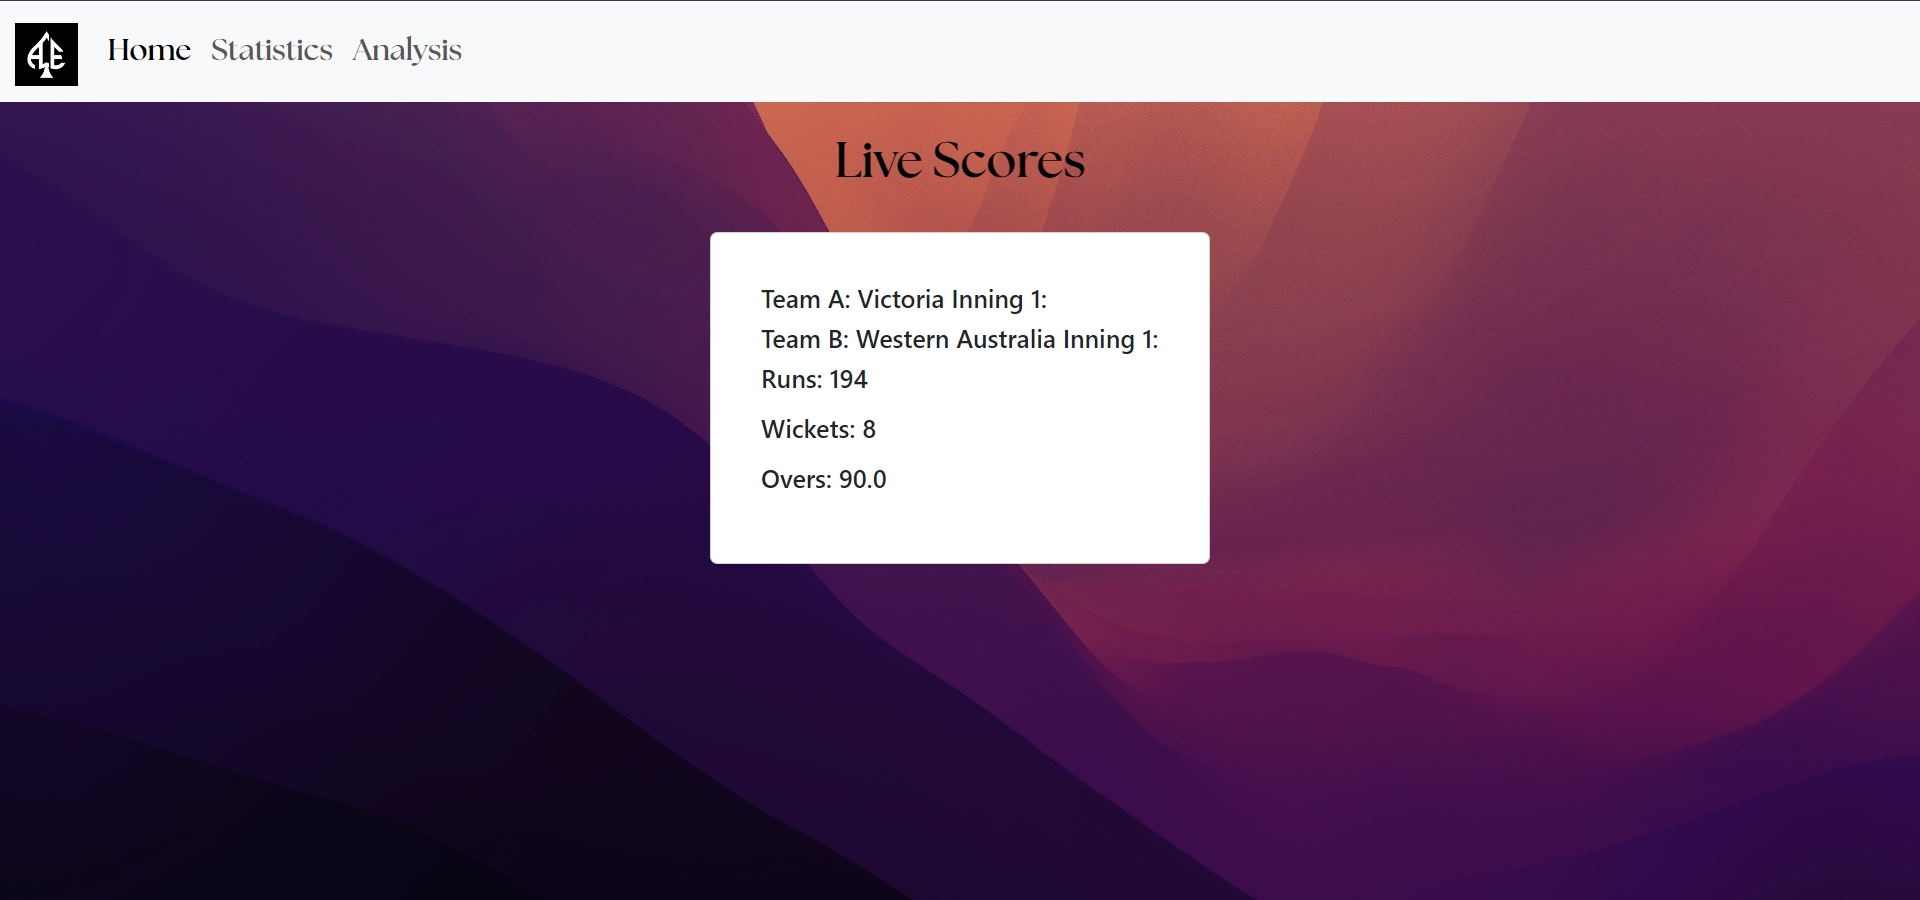 AE
Home Statistics Analysis
Live Scores
Team A: Victoria Inning 1:
Team B: Western Australia Inning 1:
Runs: 194
Wickets: 8
Overs: 90.0